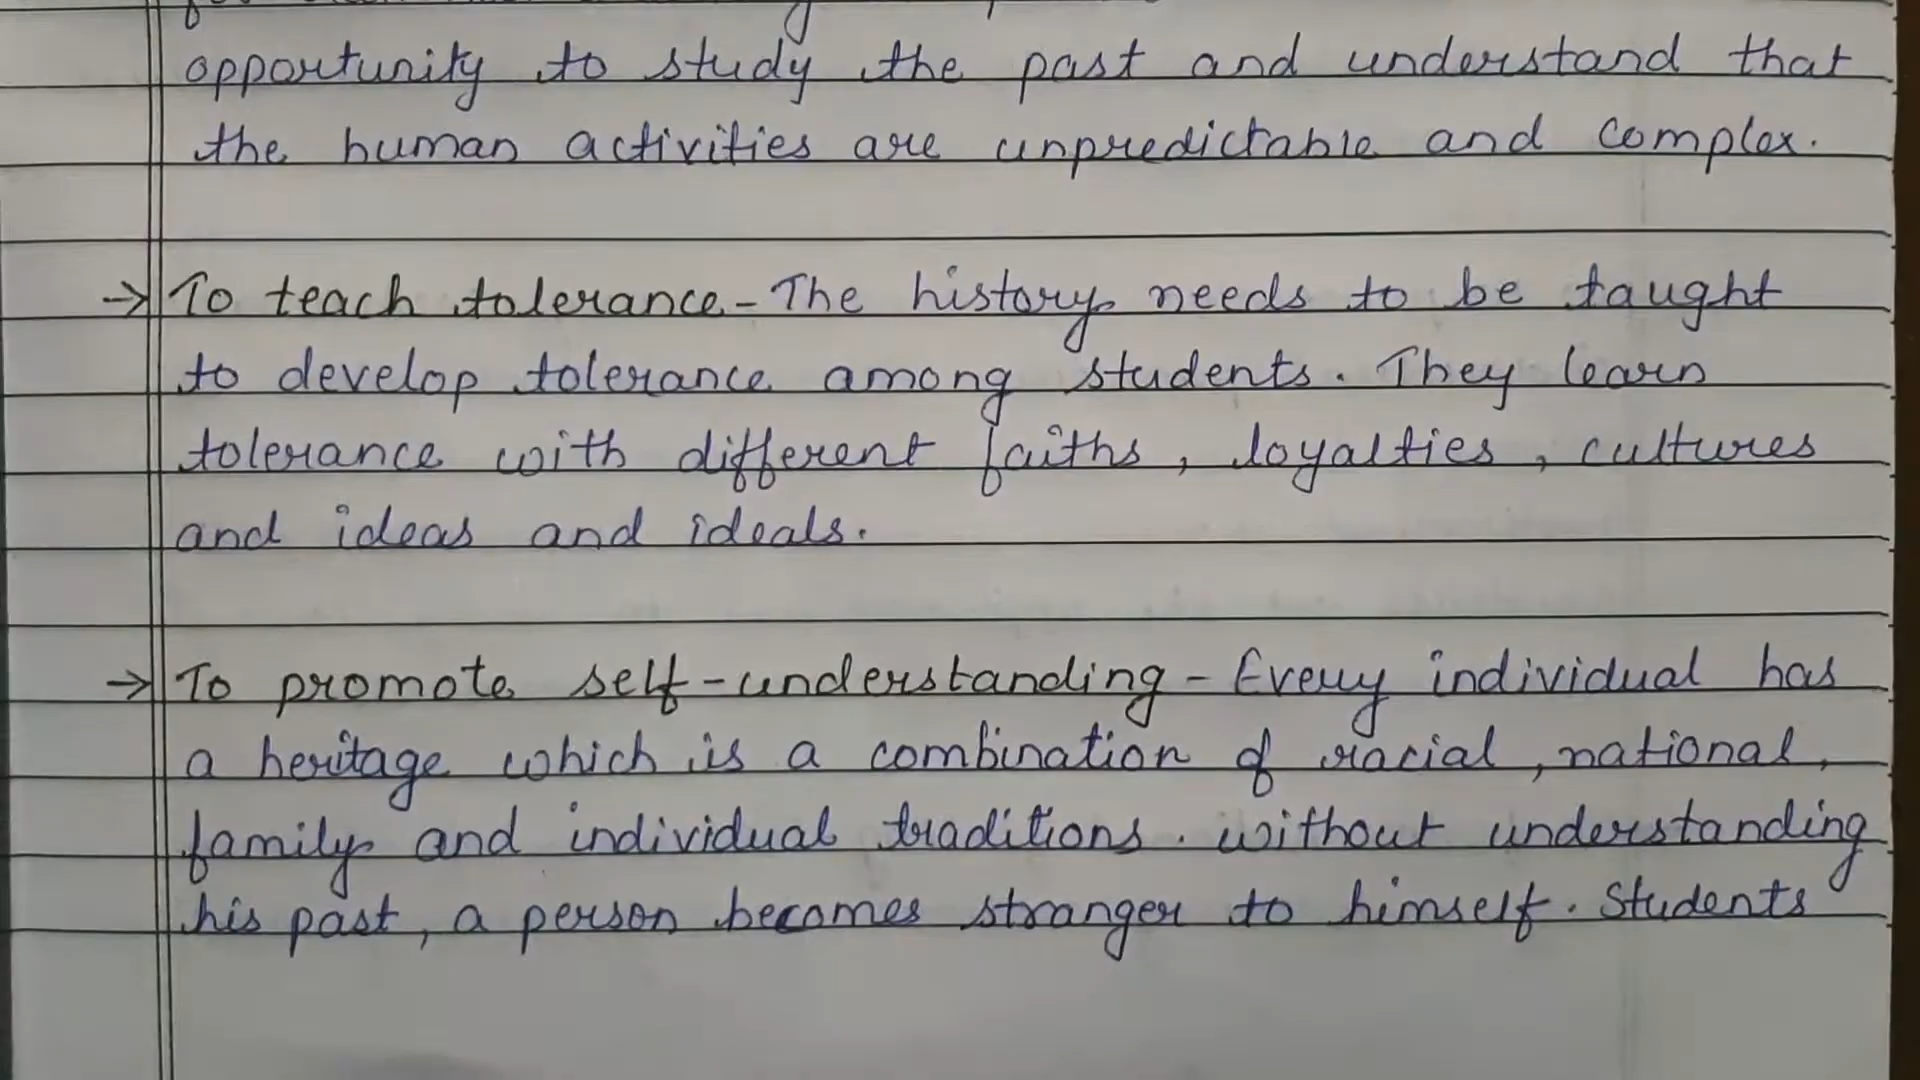 opportunity to study the past and understand that
the human activities are unpredictable and complex.
→ To teach tolerance - The history needs to be taught
to develop tolerance among students. They learn
tolerance with different faiths, loyalties, cultures
and ideas and ideals.
→ To promote self-understanding - Every individual has
a heritage which is a combination of racial, national,
family and individual traditions. without understanding
his past, a person becomes stranger to himself. Students